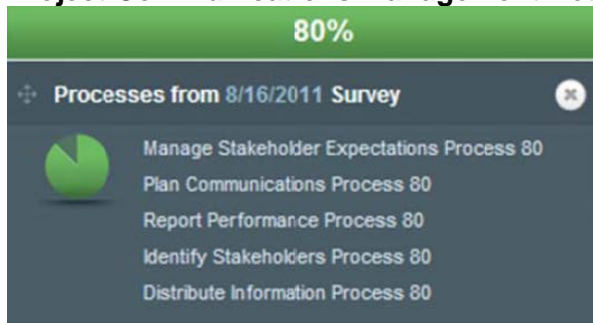 80%
Processes from 8/16/2011 Survey
Manage Stakeholder Expectations Process 80
Plan Communications Process 80
Report Performance Process 80
Identify Stakeholders Process 80
Distribute Information Process 80